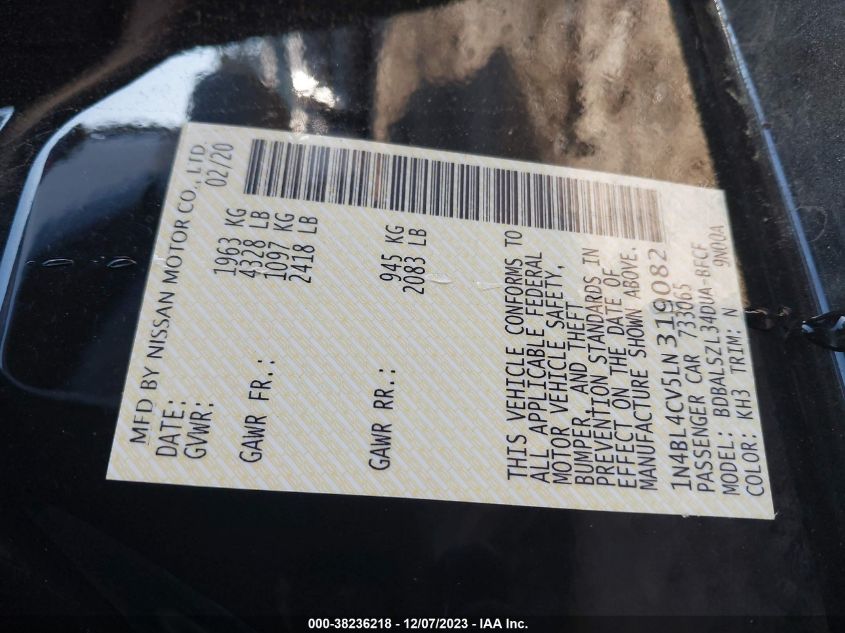 MFD BY NISSAN MOTOR CO., LTD.
DATE: 02/20
GVWR: 1963 KG
4328 LB
GAWR FR.: 1097 KG
2418 LB
GAWR RR.: 945 KG
2083 LB
THIS VEHICLE CONFORMS TO
ALL APPLICABLE FEDERAL
MOTOR VEHICLE SAFETY,
BUMPER, AND THEFT
PREVENTION STANDARDS IN
EFFECT ON THE DATE OF
MANUFACTURE SHOWN ABOVE.
1N4BL4CV5LN319082
PASSENGER CAR 733065
MODEL: BDBALSZL34DUA-BFCF
COLOR: KH3 TRIM: N 9N00A
000-38236218 - 12/07/2023 - IAA Inc.